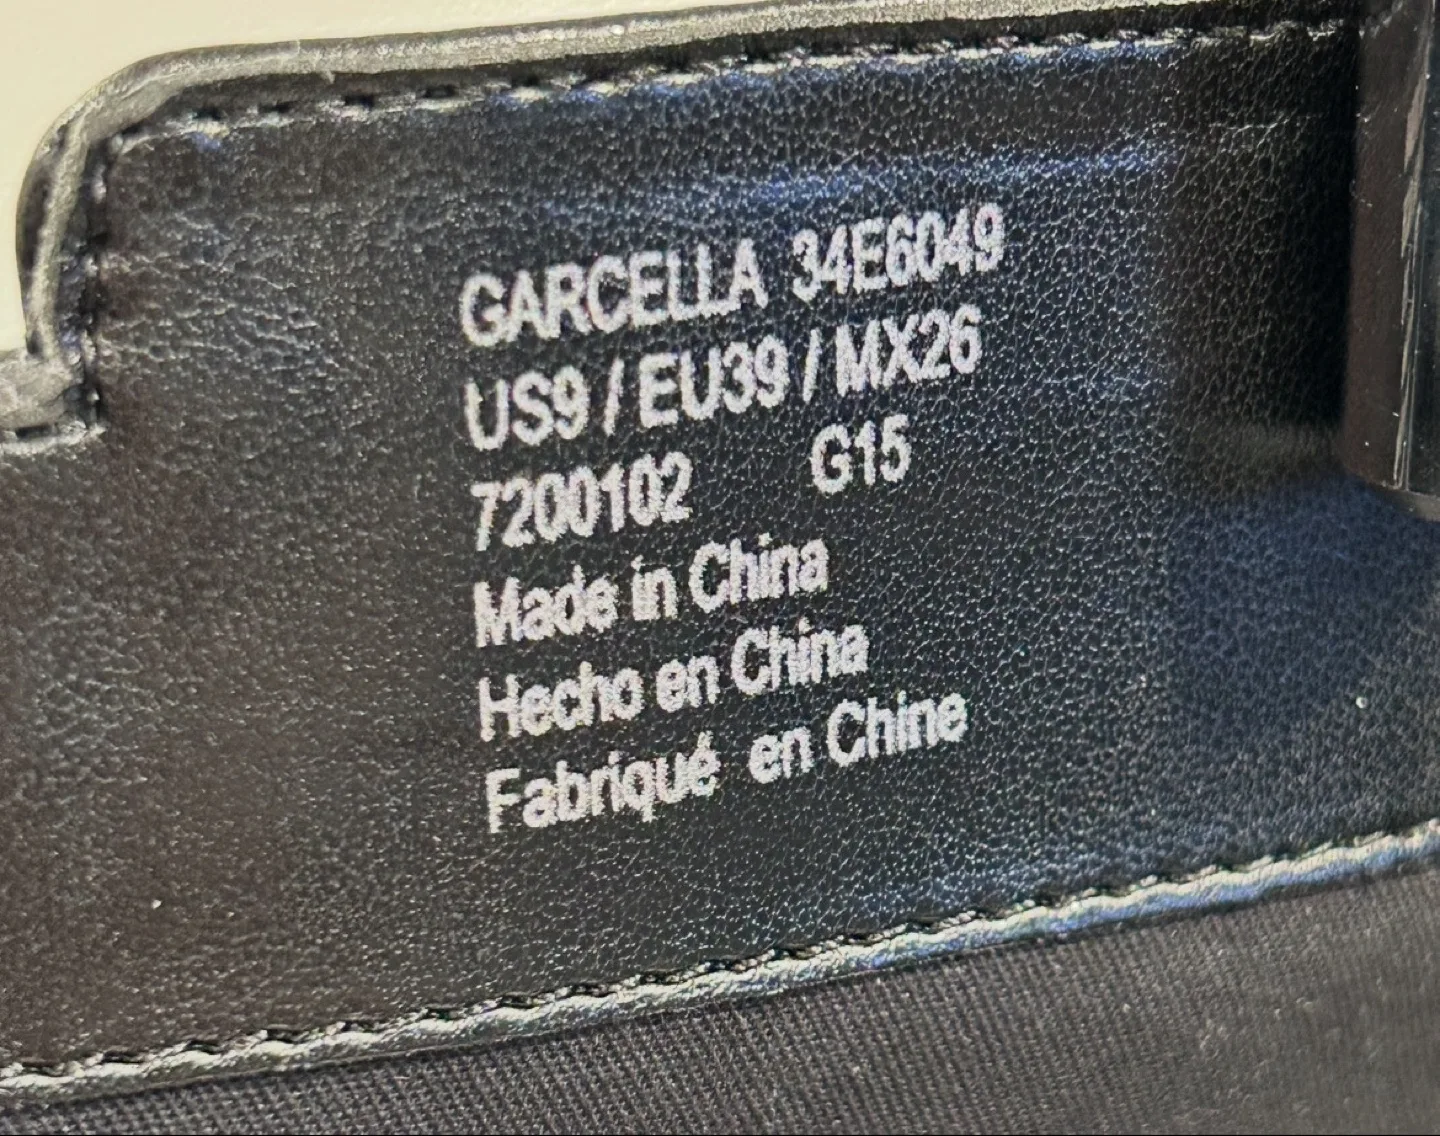 GARCELLA 34E6049
US9 / EU39 / MX26
7200102 G15
Made in China
Hecho en China
Fabriqué en Chine